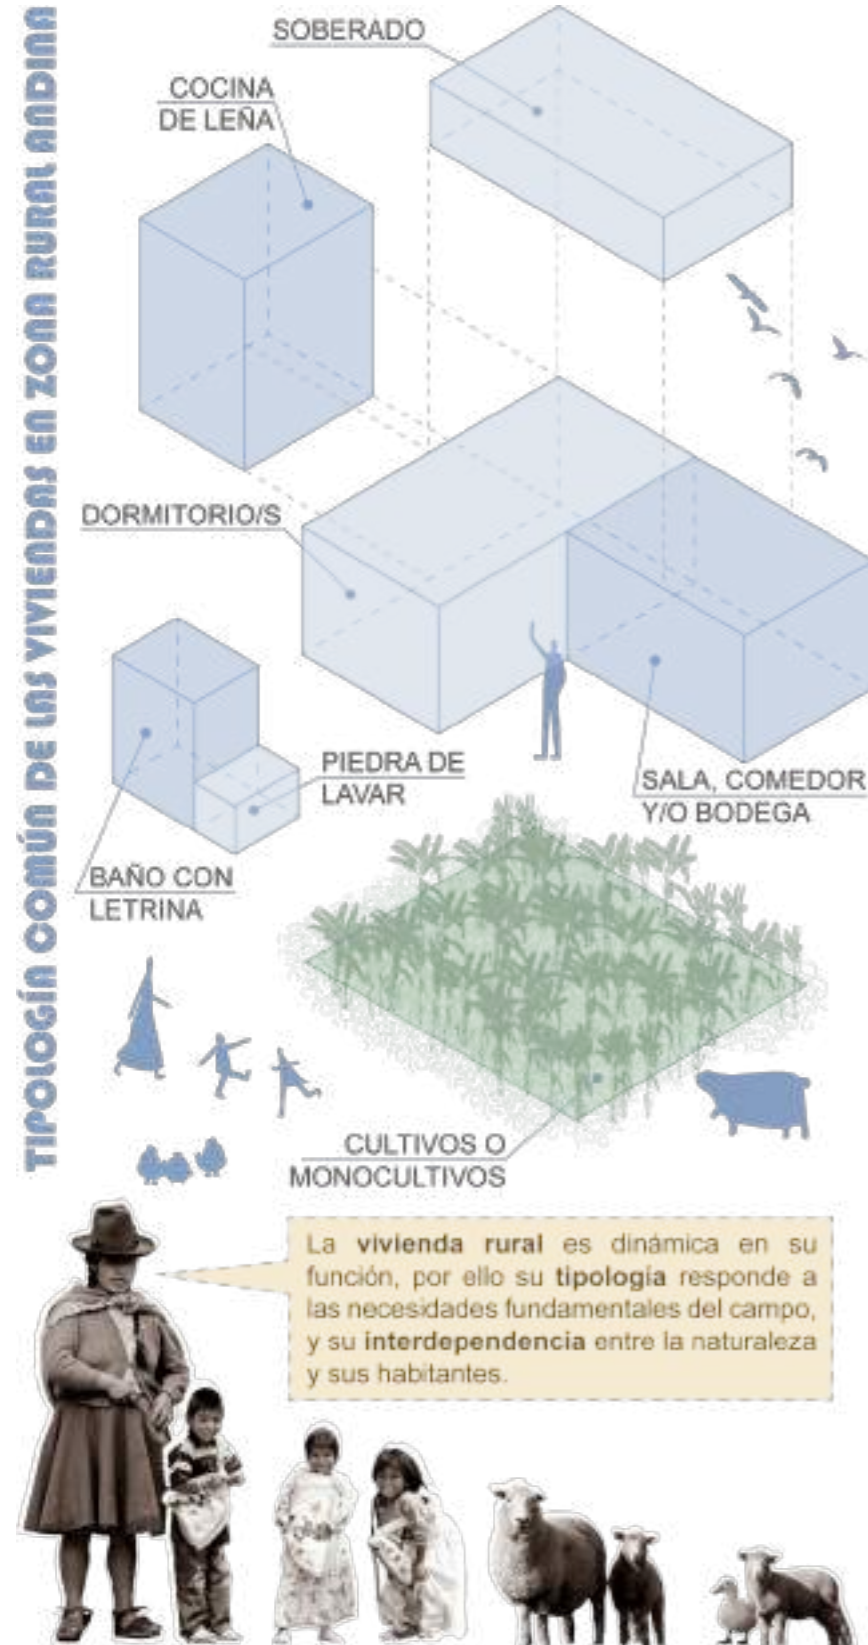 TIPOLOGÍA COMÚN DE LAS VIVIENDAS EN ZONA RURAL ANDINA
SOBERADO
COCINA
DE LEÑA
DORMITORIO/S
PIEDRA DE
LAVAR
SALA, COMEDOR
Y/O BODEGA
BAÑO CON
LETRINA
CULTIVOS O
MONOCULTIVOS
La vivienda rural es dinámica en su
función, por ello su tipología responde a
las necesidades fundamentales del campo,
y su interdependencia entre la naturaleza
y sus habitantes.